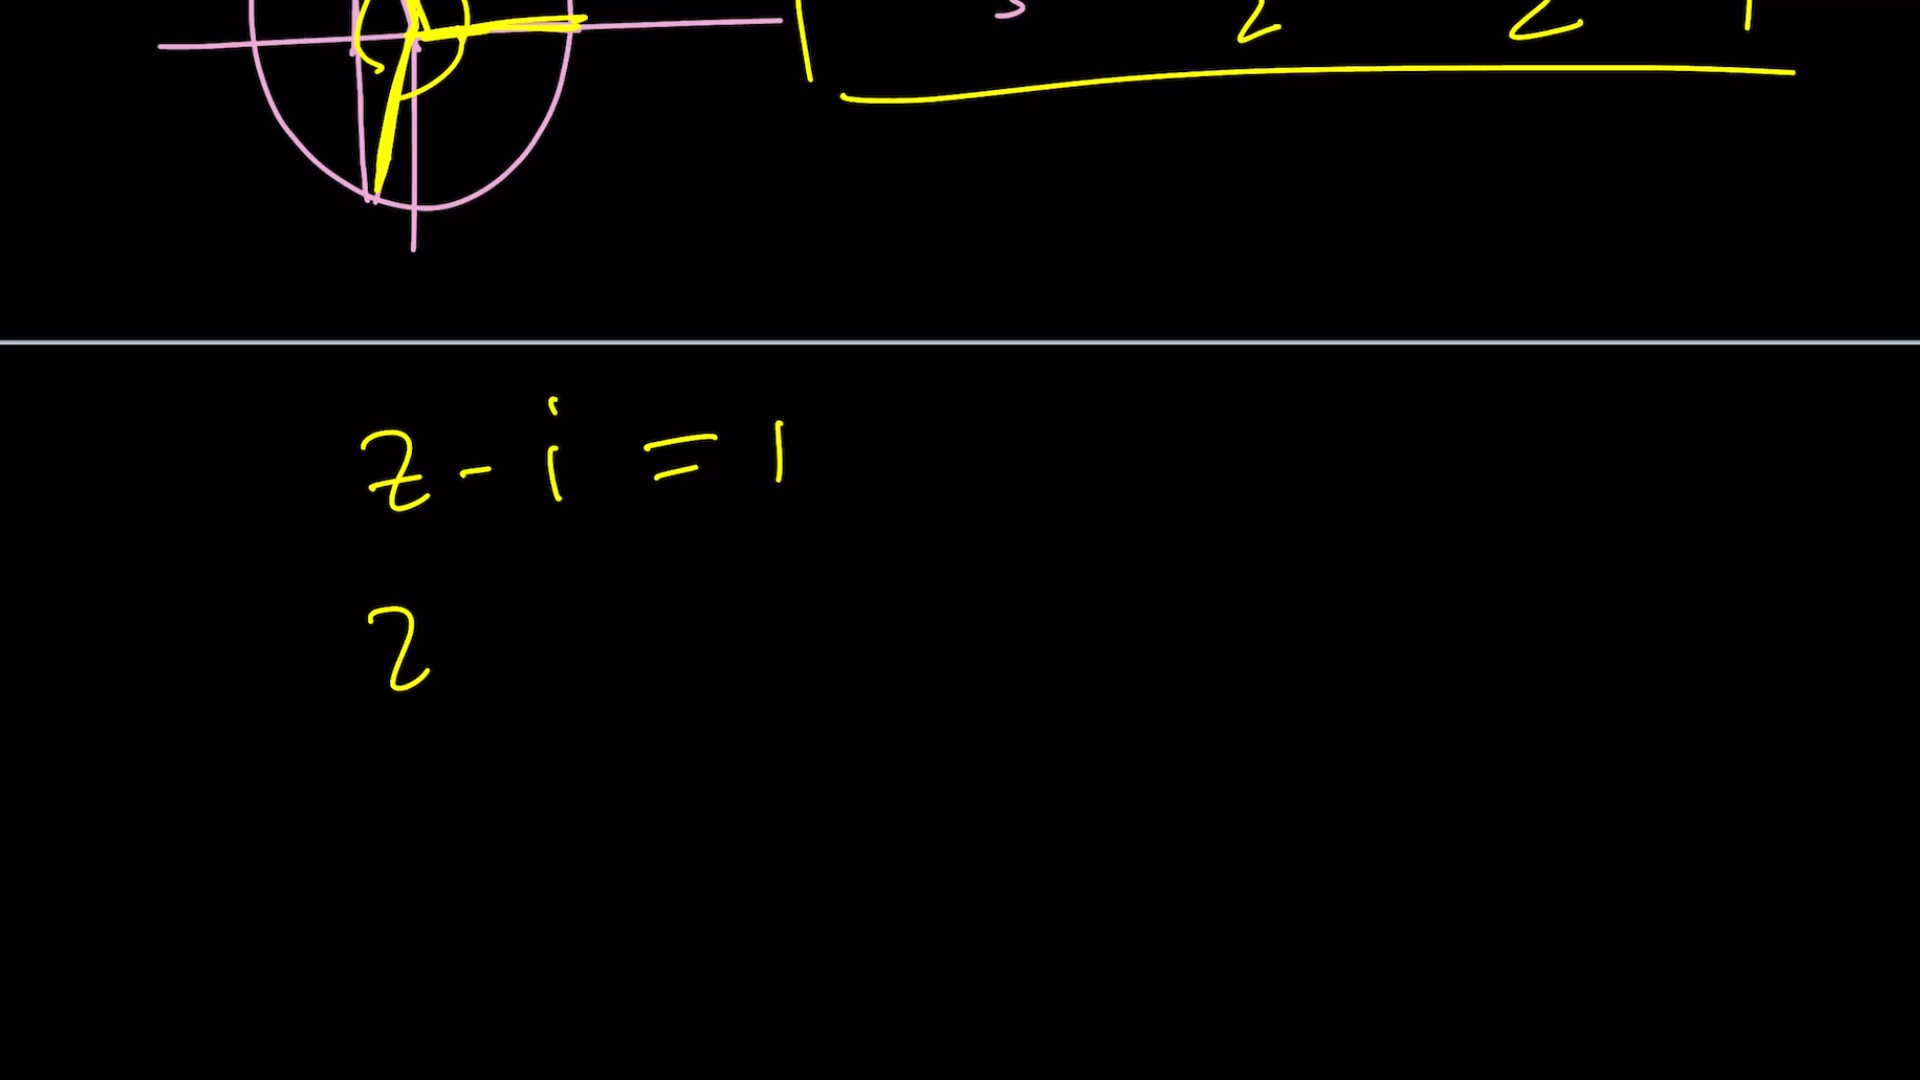 z - i = 1
z